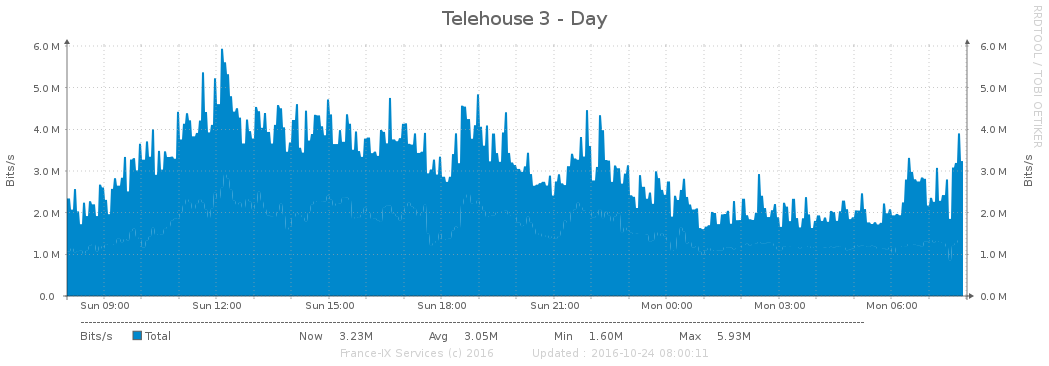 Telehouse 3 - Day
RRDTOOL / TOBI OETIKER
Bits/s
6.0 M
5.0 M
4.0 M
3.0 M
2.0 M
1.0 M
0.0
6.0 M
5.0 M
4.0 M
3.0 M
2.0 M
1.0 M
0.0 M
Bits/s
Sun 09:00 Sun 12:00 Sun 15:00 Sun 18:00 Sun 21:00 Mon 00:00 Mon 03:00 Mon 06:00
Bits/s Total Now 3.23M Avg 3.05M Min 1.60M Max 5.93M
France-IX Services (c) 2016 Updated : 2016-10-24 08:00:11